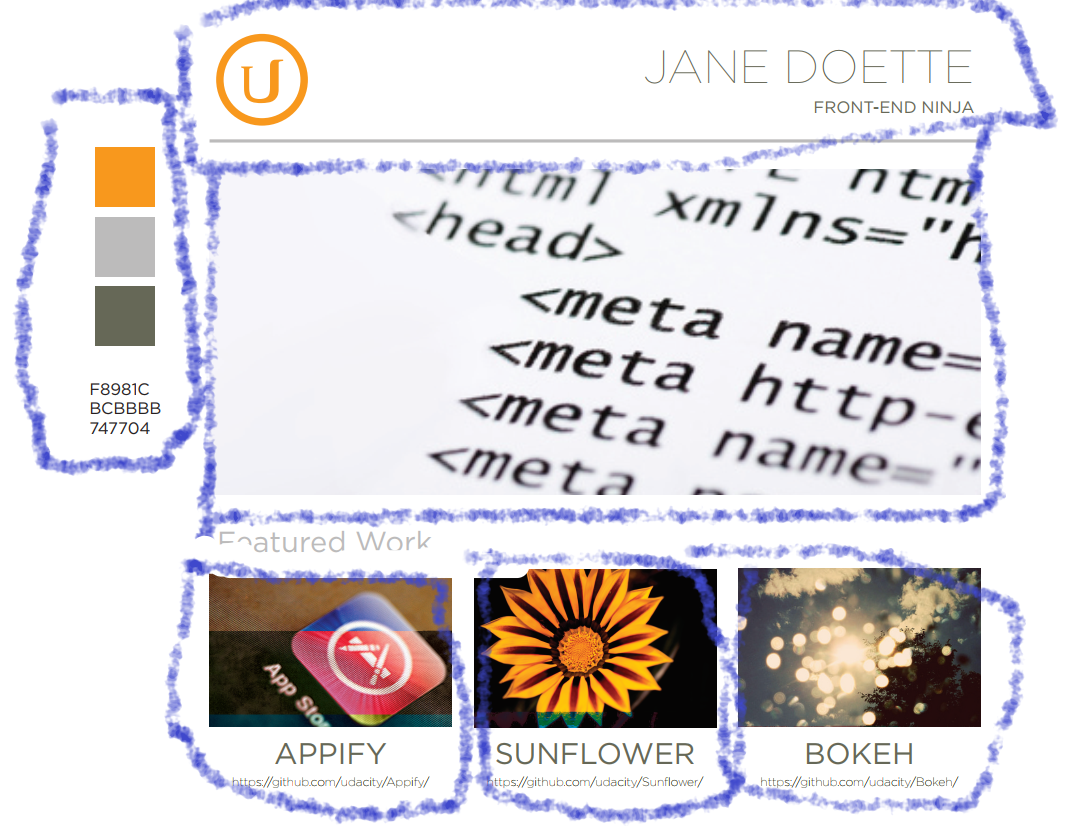 U
JANE DOETTE
FRONT-END NINJA
F8981C
BCBBBB
747704
<html
xmlns="h
<head>
<meta name=
<meta http-e
<meta name="
<meta
Featured Work
App Sto
APPIFY
https://github.com/udacity/Appify/
SUNFLOWER
https://github.com/udacity/Sunflower/
BOKEH
https://github.com/udacity/Bokeh/